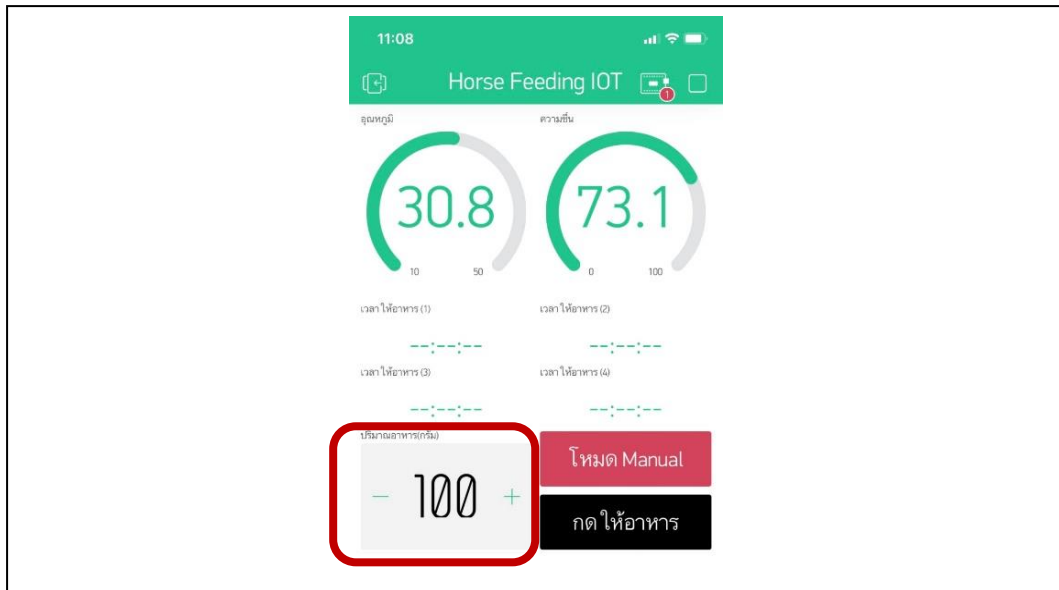 11:08
Horse Feeding IOT
1
อุณหภูมิ
ความชื้น
30.8
73.1
10 50
0 100
เวลาให้อาหาร (1)
เวลาให้อาหาร (2)
--:--:--
--:--:--
เวลาให้อาหาร (3)
เวลาให้อาหาร (4)
--:--:--
--:--:--
ปริมาณอาหาร(กรัม)
− 100 +
โหมด Manual
กดให้อาหาร